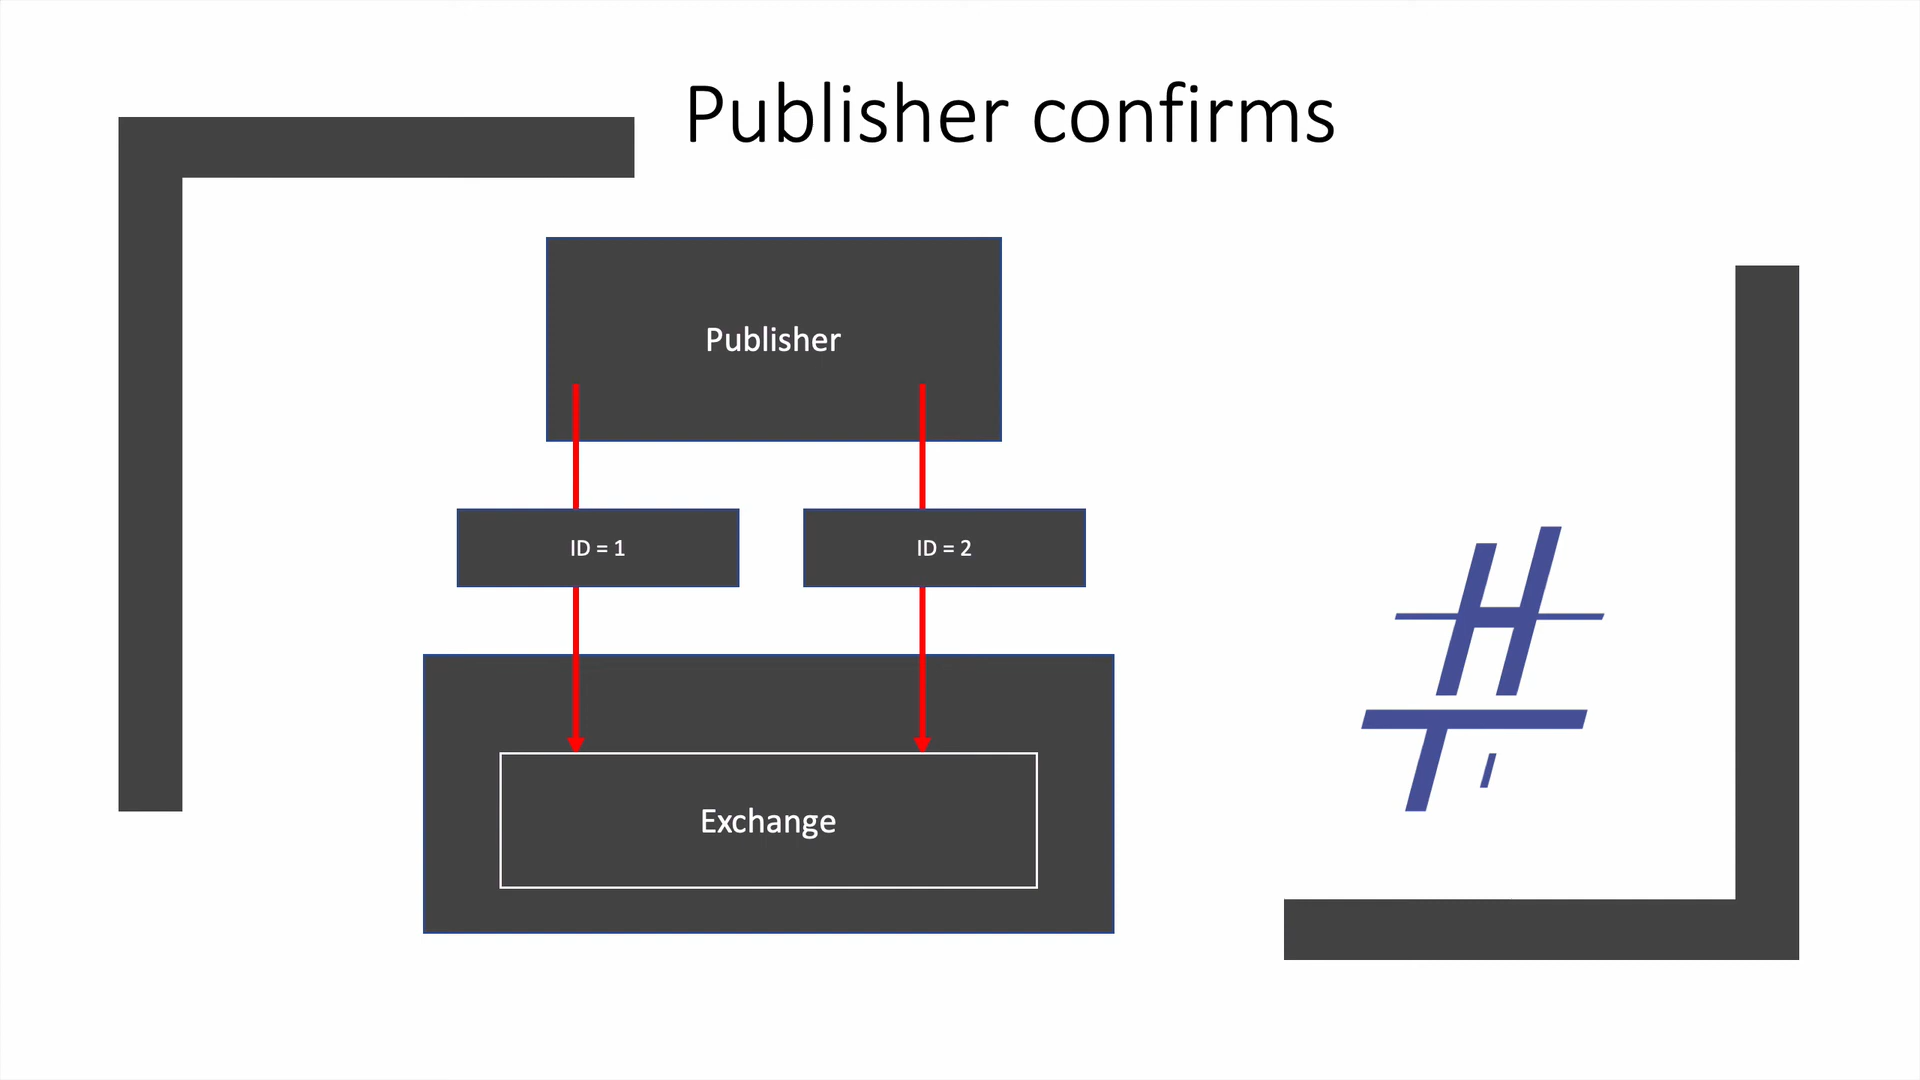 Publisher confirms
Publisher
ID = 1
ID = 2
Exchange